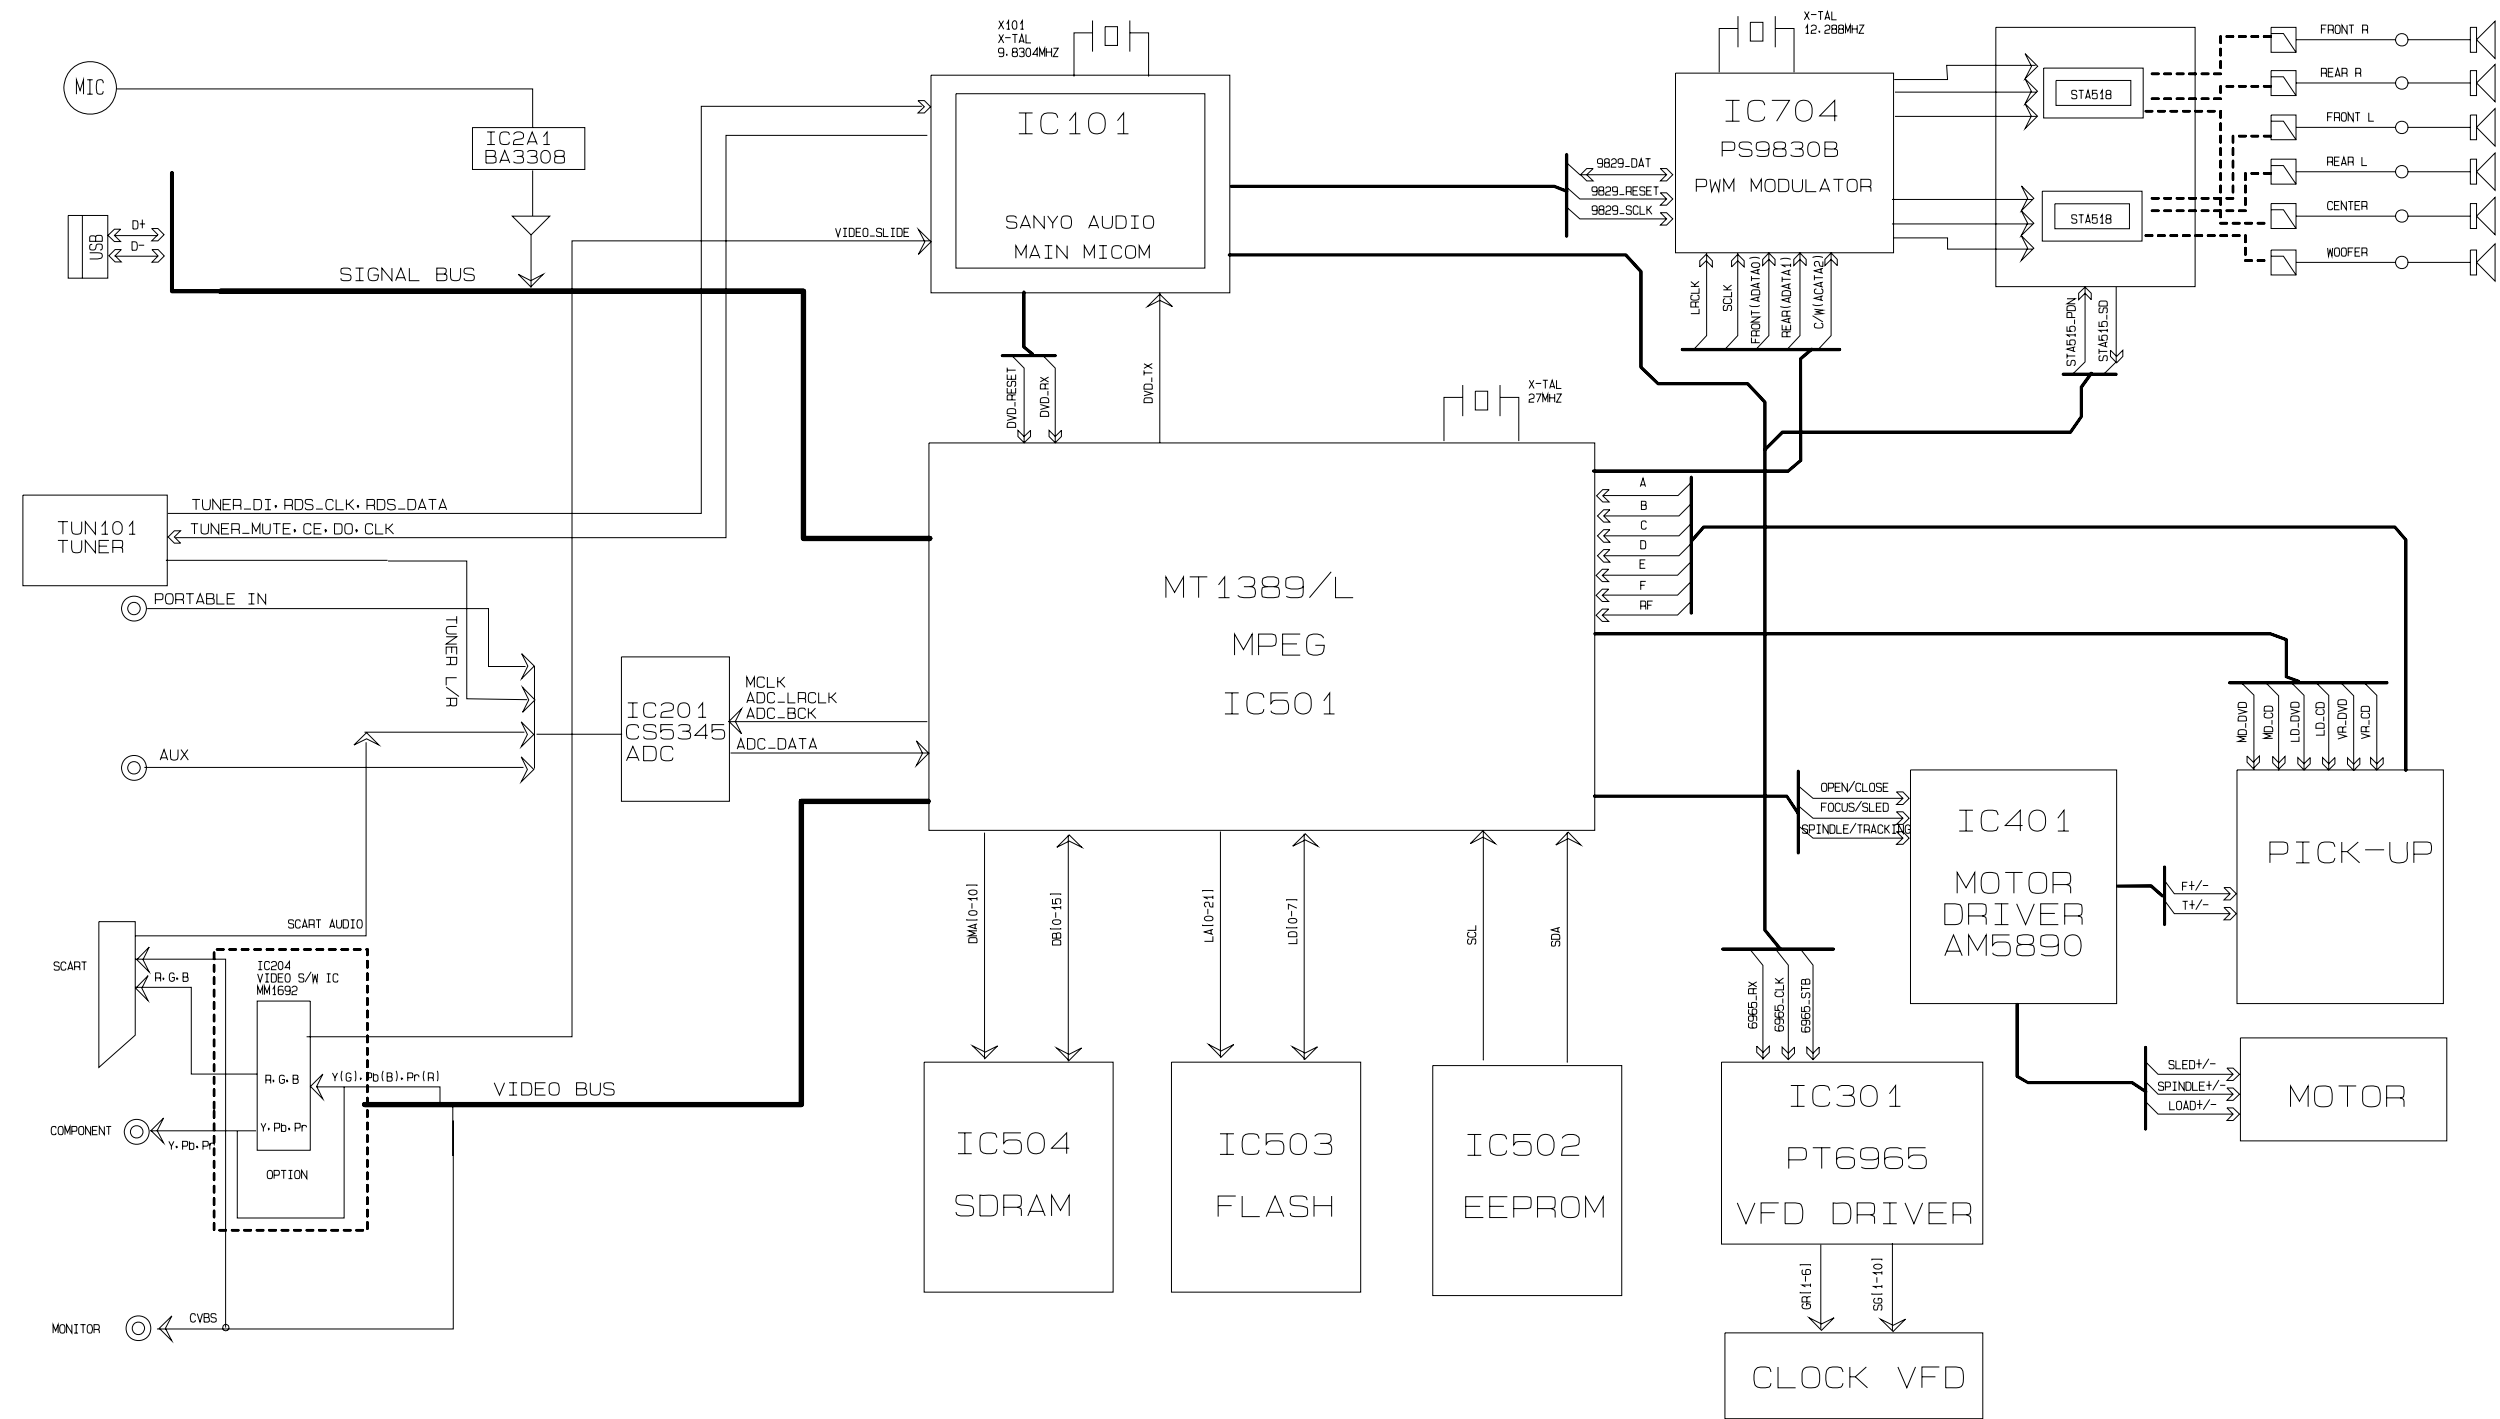 X101
X-TAL
9.8304MHZ
X-TAL
12.288MHZ
MIC
IC2A1
BA3308
IC101
SANYO AUDIO
MAIN MICOM
IC704
PS9830B
PWM MODULATOR
9829_DAT
9829_RESET
9829_SCLK
STA518
STA518
FRONT R
REAR R
FRONT L
REAR L
CENTER
WOOFER
USB
D+
D-
VIDEO_SLIDE
SIGNAL BUS
LRCLK
SCLK
FRONT(ADATA0)
REAR(ADATA1)
C/W(ACATA2)
STA515_PDN
STA515_SD
DVD_RESET
DVD_RX
DVD_TX
X-TAL
27MHZ
TUN101
TUNER
TUNER_DI.RDS_CLK.RDS_DATA
TUNER_MUTE.CE.DO.CLK
PORTABLE IN
TUNER L/R
AUX
IC201
CS5345
ADC
MCLK
ADC_LRCLK
ADC_BCK
ADC_DATA
MT1389/L
MPEG
IC501
A
B
C
D
E
F
RF
MD_DVD
MD_CD
LD_DVD
LD_CD
VR_DVD
VR_CD
OPEN/CLOSE
FOCUS/SLED
SPINDLE/TRACKING
IC401
MOTOR
DRIVER
AM5890
PICK-UP
F+/-
T+/-
SCART AUDIO
SCART
R.G.B
IC204
VIDEO S/W IC
MM1692
R.G.B
Y(G).Pb(B).Pr(R)
VIDEO BUS
COMPONENT
Y.Pb.Pr
Y.Pb.Pr
OPTION
MONITOR
CVBS
DMA[0-10]
DB[0-15]
LA[0-21]
LD[0-7]
SCL
SDA
6965_RX
6965_CLK
6965_STB
IC504
SDRAM
IC503
FLASH
IC502
EEPROM
IC301
PT6965
VFD DRIVER
SLED+/-
SPINDLE+/-
LOAD+/-
MOTOR
GR[1-6]
SG[1-10]
CLOCK VFD